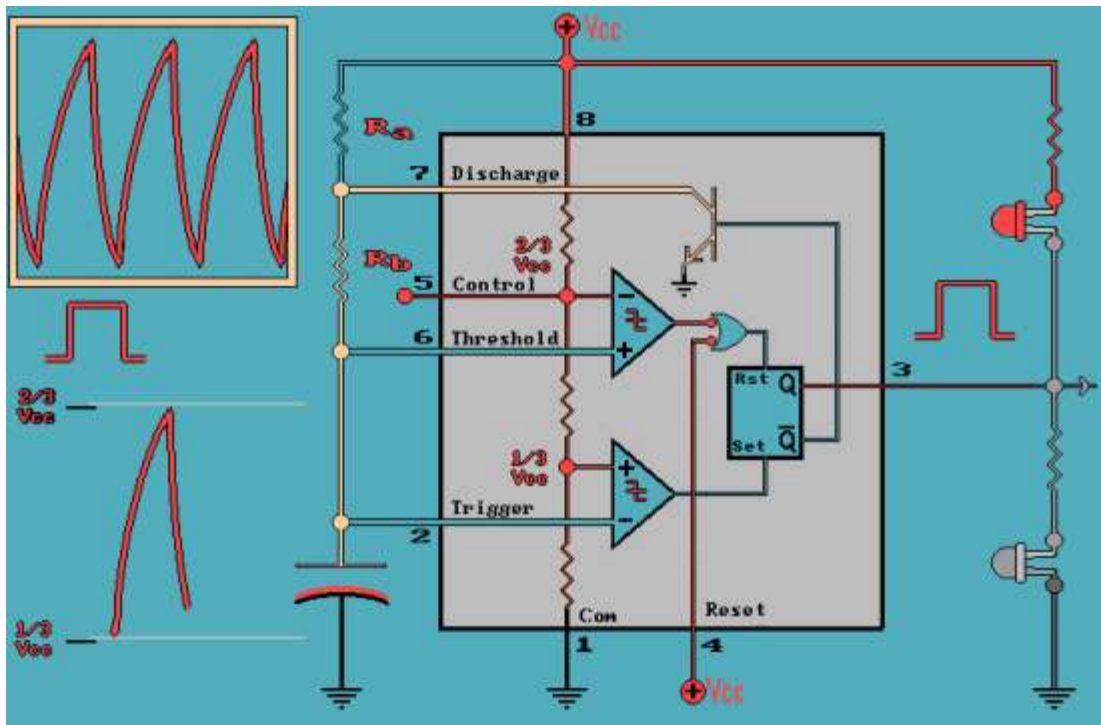 Vcc
8
Ra
7
Discharge
2/3
Vcc
Rb
5
Control
−
6
Threshold
+
3
Rst Q
Set Q̅
2/3
Vcc
1/3
Vcc
+
Trigger
−
2
1/3
Vcc
Com
Reset
1
4
Vcc